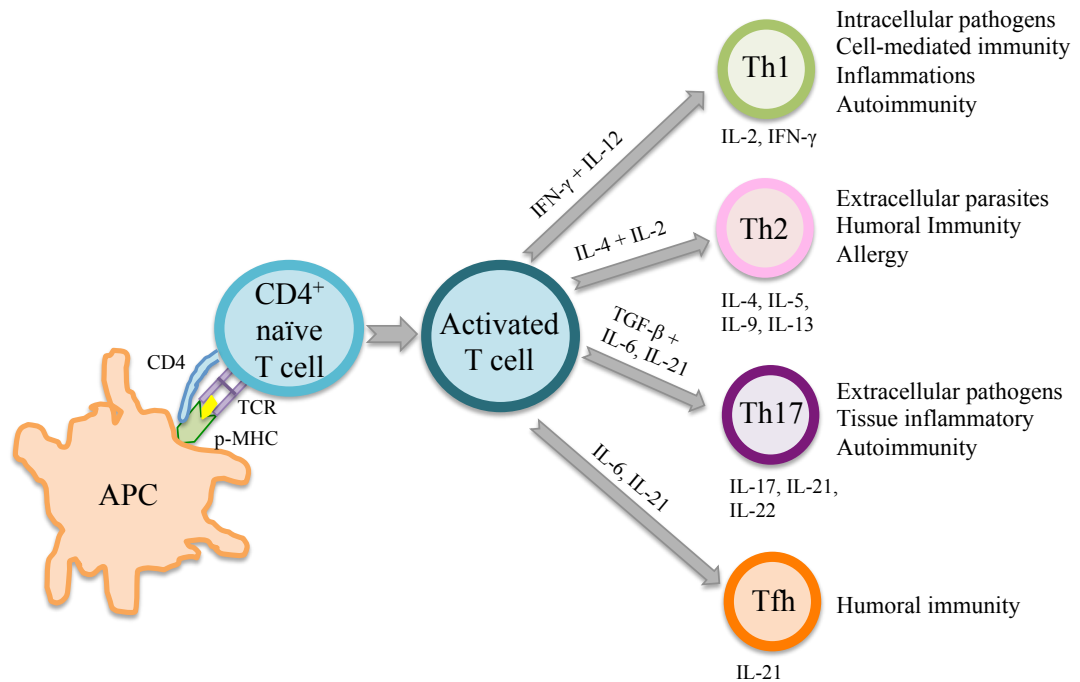 APC
CD4
TCR
p-MHC
CD4+
naïve
T cell
Activated
T cell
IFN-γ + IL-12
IL-4 + IL-2
TGF-β +
IL-6, IL-21
IL-6, IL-21
Th1
IL-2, IFN-γ
Intracellular pathogens
Cell-mediated immunity
Inflammations
Autoimmunity
Th2
IL-4, IL-5,
IL-9, IL-13
Extracellular parasites
Humoral Immunity
Allergy
Th17
IL-17, IL-21,
IL-22
Extracellular pathogens
Tissue inflammatory
Autoimmunity
Tfh
IL-21
Humoral immunity